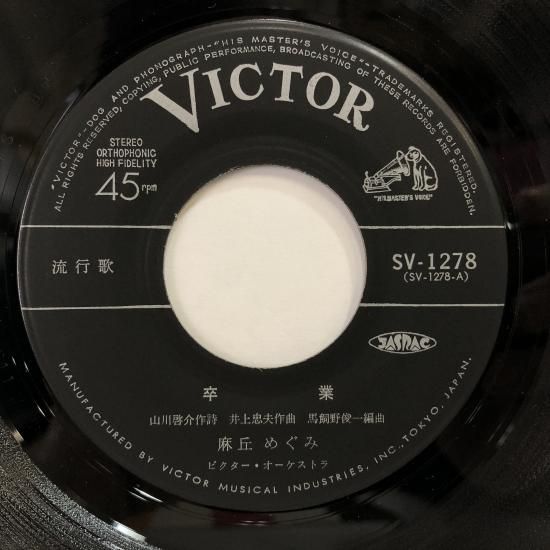 "VICTOR"-DOG AND PHONOGRAPH-"HIS MASTER'S VOICE"-TRADEMARKS REGISTERED.
ALL RIGHTS RESERVED, COPYING, PUBLIC PERFORMANCE, BROADCASTING OF THESE RECORDS ARE FORBIDDEN.
VICTOR
STEREO
ORTHOPHONIC
HIGH FIDELITY
45 rpm
"HIS MASTER'S VOICE"
流行歌
SV-1278
(SV-1278-A)
JASRAC
卒 業
山川啓介作詩 井上忠夫作曲 馬飼野俊一編曲
麻丘 めぐみ
ビクター・オーケストラ
MANUFACTURED BY VICTOR MUSICAL INDUSTRIES, INC., TOKYO, JAPAN.